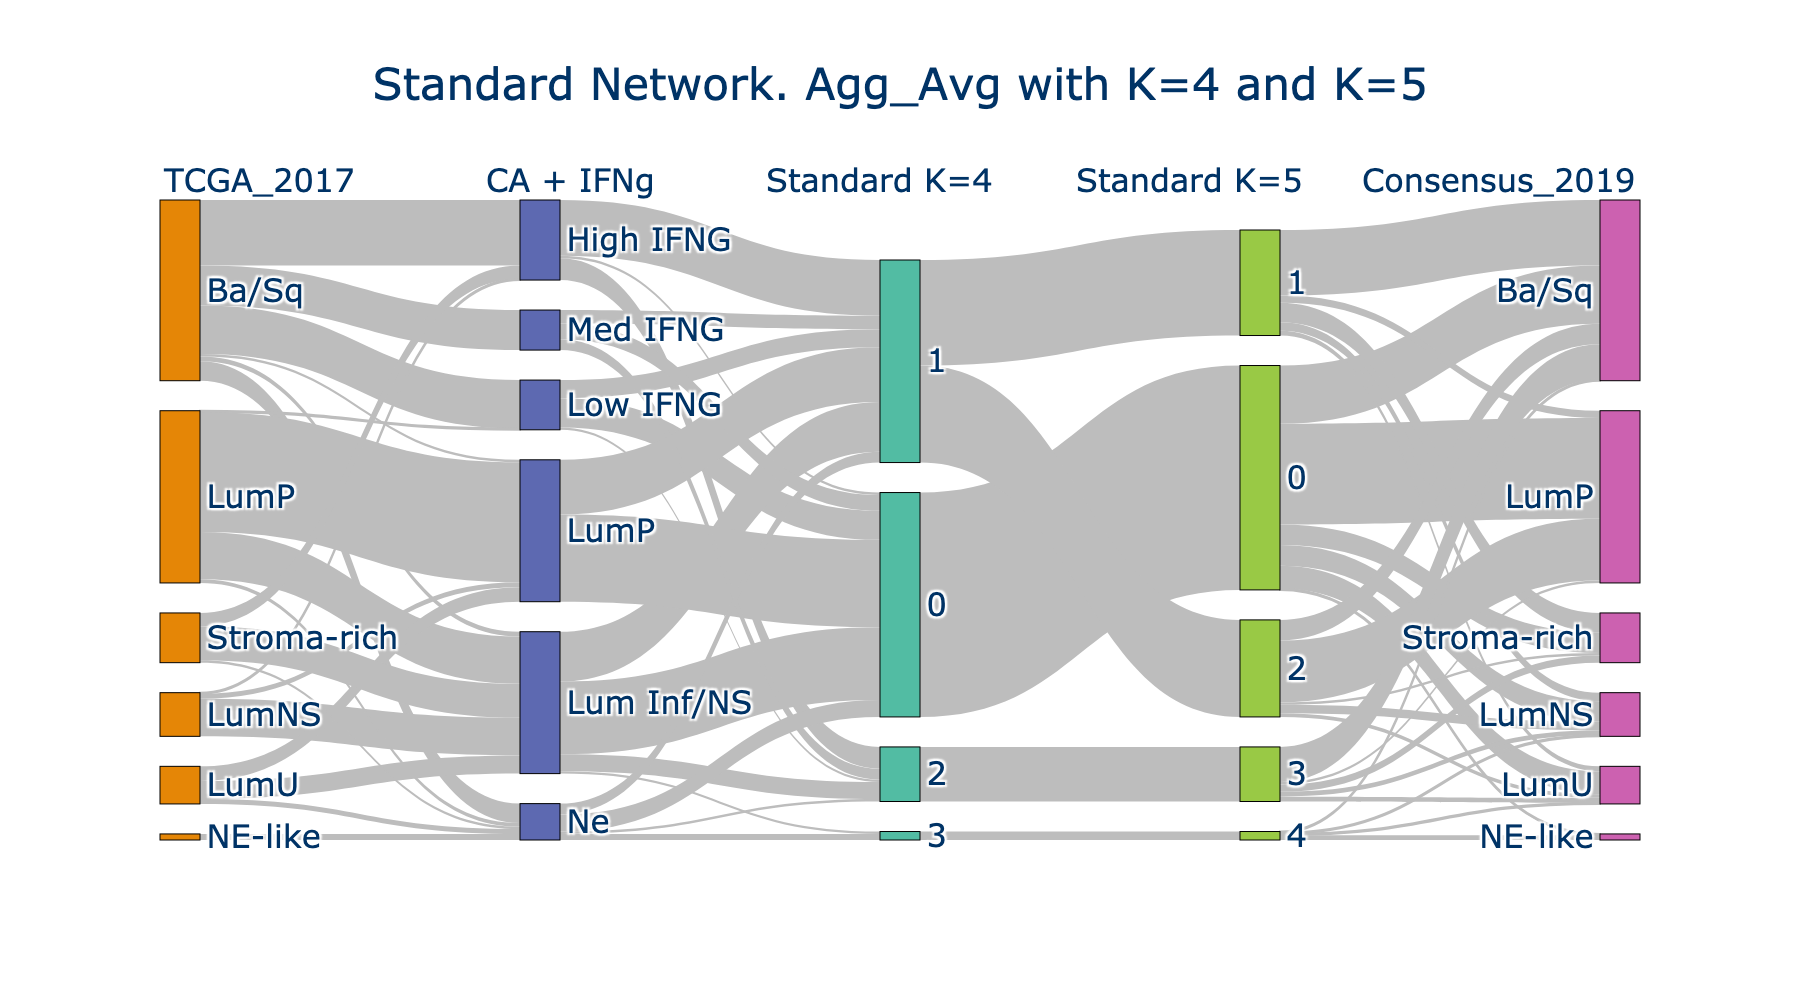 Standard Network. Agg_Avg with K=4 and K=5
TCGA_2017
CA + IFNg
Standard K=4
Standard K=5
Consensus_2019
Ba/Sq
LumP
Stroma-rich
LumNS
LumU
NE-like
High IFNG
Med IFNG
Low IFNG
LumP
Lum Inf/NS
Ne
1
0
2
3
1
0
2
3
4
Ba/Sq
LumP
Stroma-rich
LumNS
LumU
NE-like